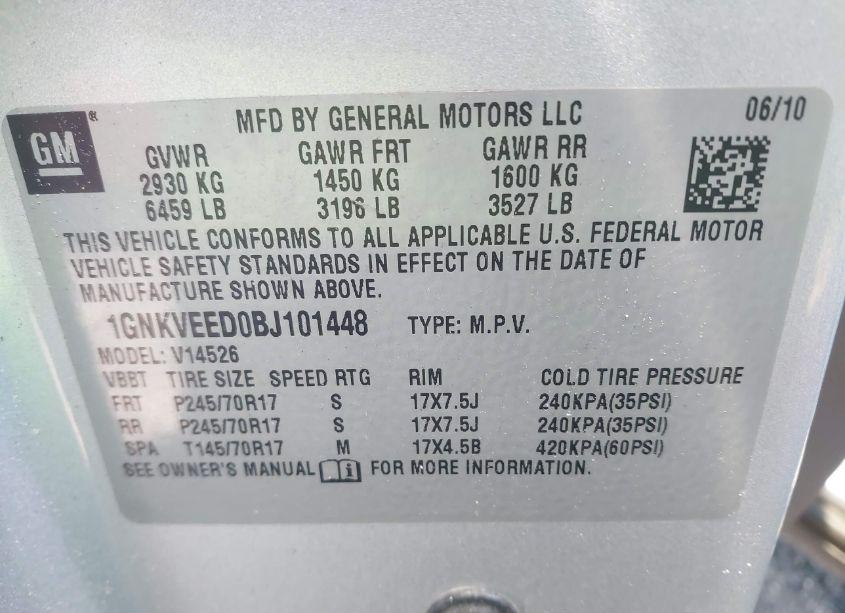 GM ®
MFD BY GENERAL MOTORS LLC 06/10
GVWR GAWR FRT GAWR RR
2930 KG 1450 KG 1600 KG
6459 LB 3196 LB 3527 LB
THIS VEHICLE CONFORMS TO ALL APPLICABLE U.S. FEDERAL MOTOR
VEHICLE SAFETY STANDARDS IN EFFECT ON THE DATE OF
MANUFACTURE SHOWN ABOVE.
1GNKVEED0BJ101448 TYPE: M.P.V.
MODEL: V14526
VBBT TIRE SIZE SPEED RTG RIM COLD TIRE PRESSURE
FRT P245/70R17 S 17X7.5J 240KPA(35PSI)
RR P245/70R17 S 17X7.5J 240KPA(35PSI)
SPA T145/70R17 M 17X4.5B 420KPA(60PSI)
SEE OWNER'S MANUAL i FOR MORE INFORMATION.